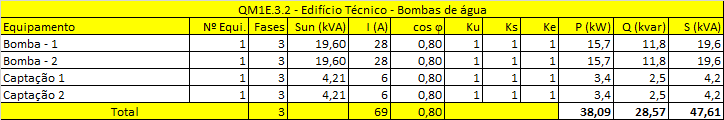 QM1E.3.2 - Edifício Técnico - Bombas de água
Equipamento Nº Equi. Fases Sun (kVA) I (A) cos φ Ku Ks Ke P (kW) Q (kvar) S (kVA)
Bomba - 1 1 3 19,60 28 0,80 1 1 1 15,7 11,8 19,6
Bomba - 2 1 3 19,60 28 0,80 1 1 1 15,7 11,8 19,6
Captação 1 1 3 4,21 6 0,80 1 1 1 3,4 2,5 4,2
Captação 2 1 3 4,21 6 0,80 1 1 1 3,4 2,5 4,2
Total 3 69 0,80 38,09 28,57 47,61